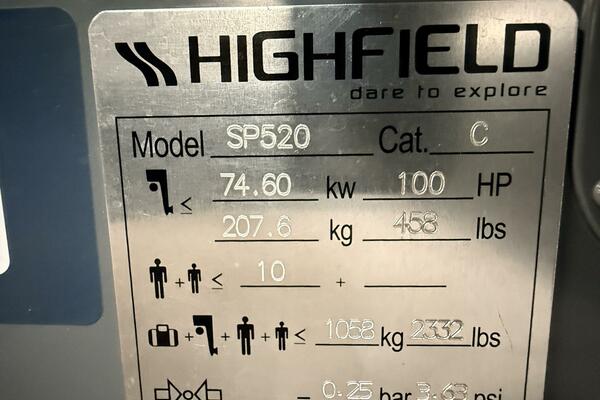 HIGHFIELD
dare to explore
Model SP520 Cat. C
≤ 74.60 kw 100 HP
207.6 kg 458 lbs
+ ≤ 10 +
+ + + ≤ 1058 kg 2332 lbs
0.25 bar 3.63 psi